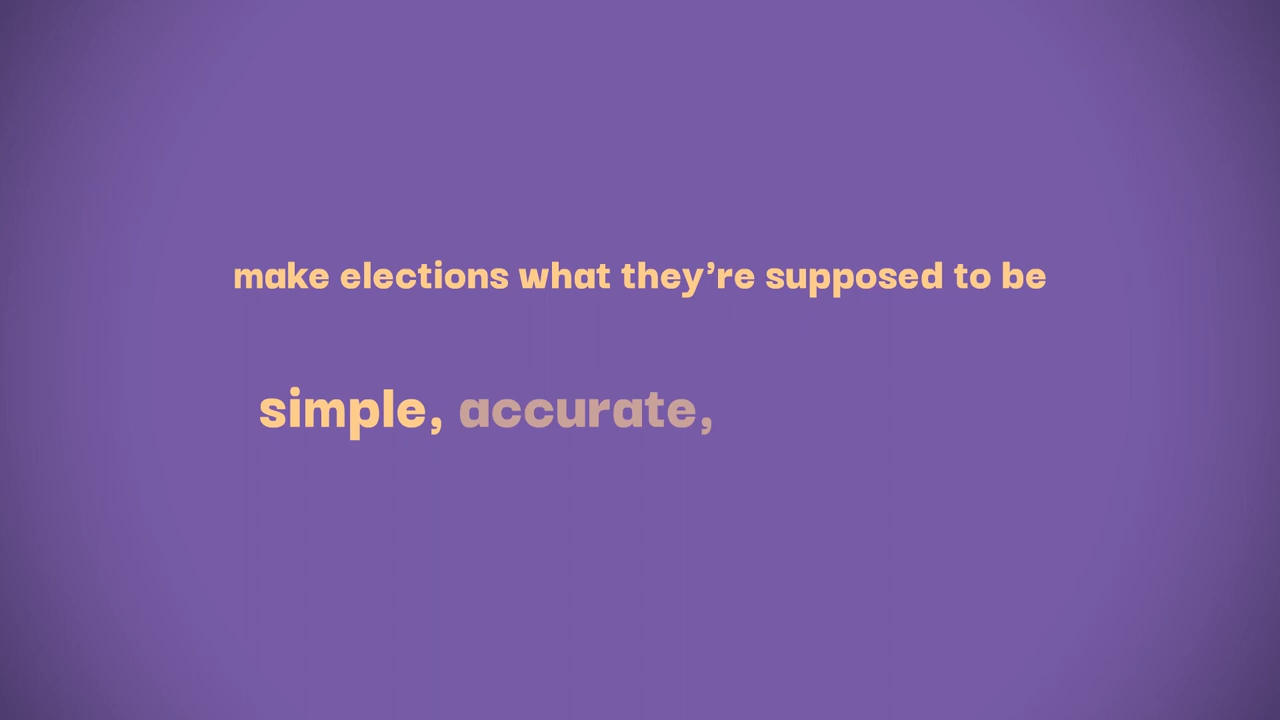 make elections what they’re supposed to be
simple, accurate,